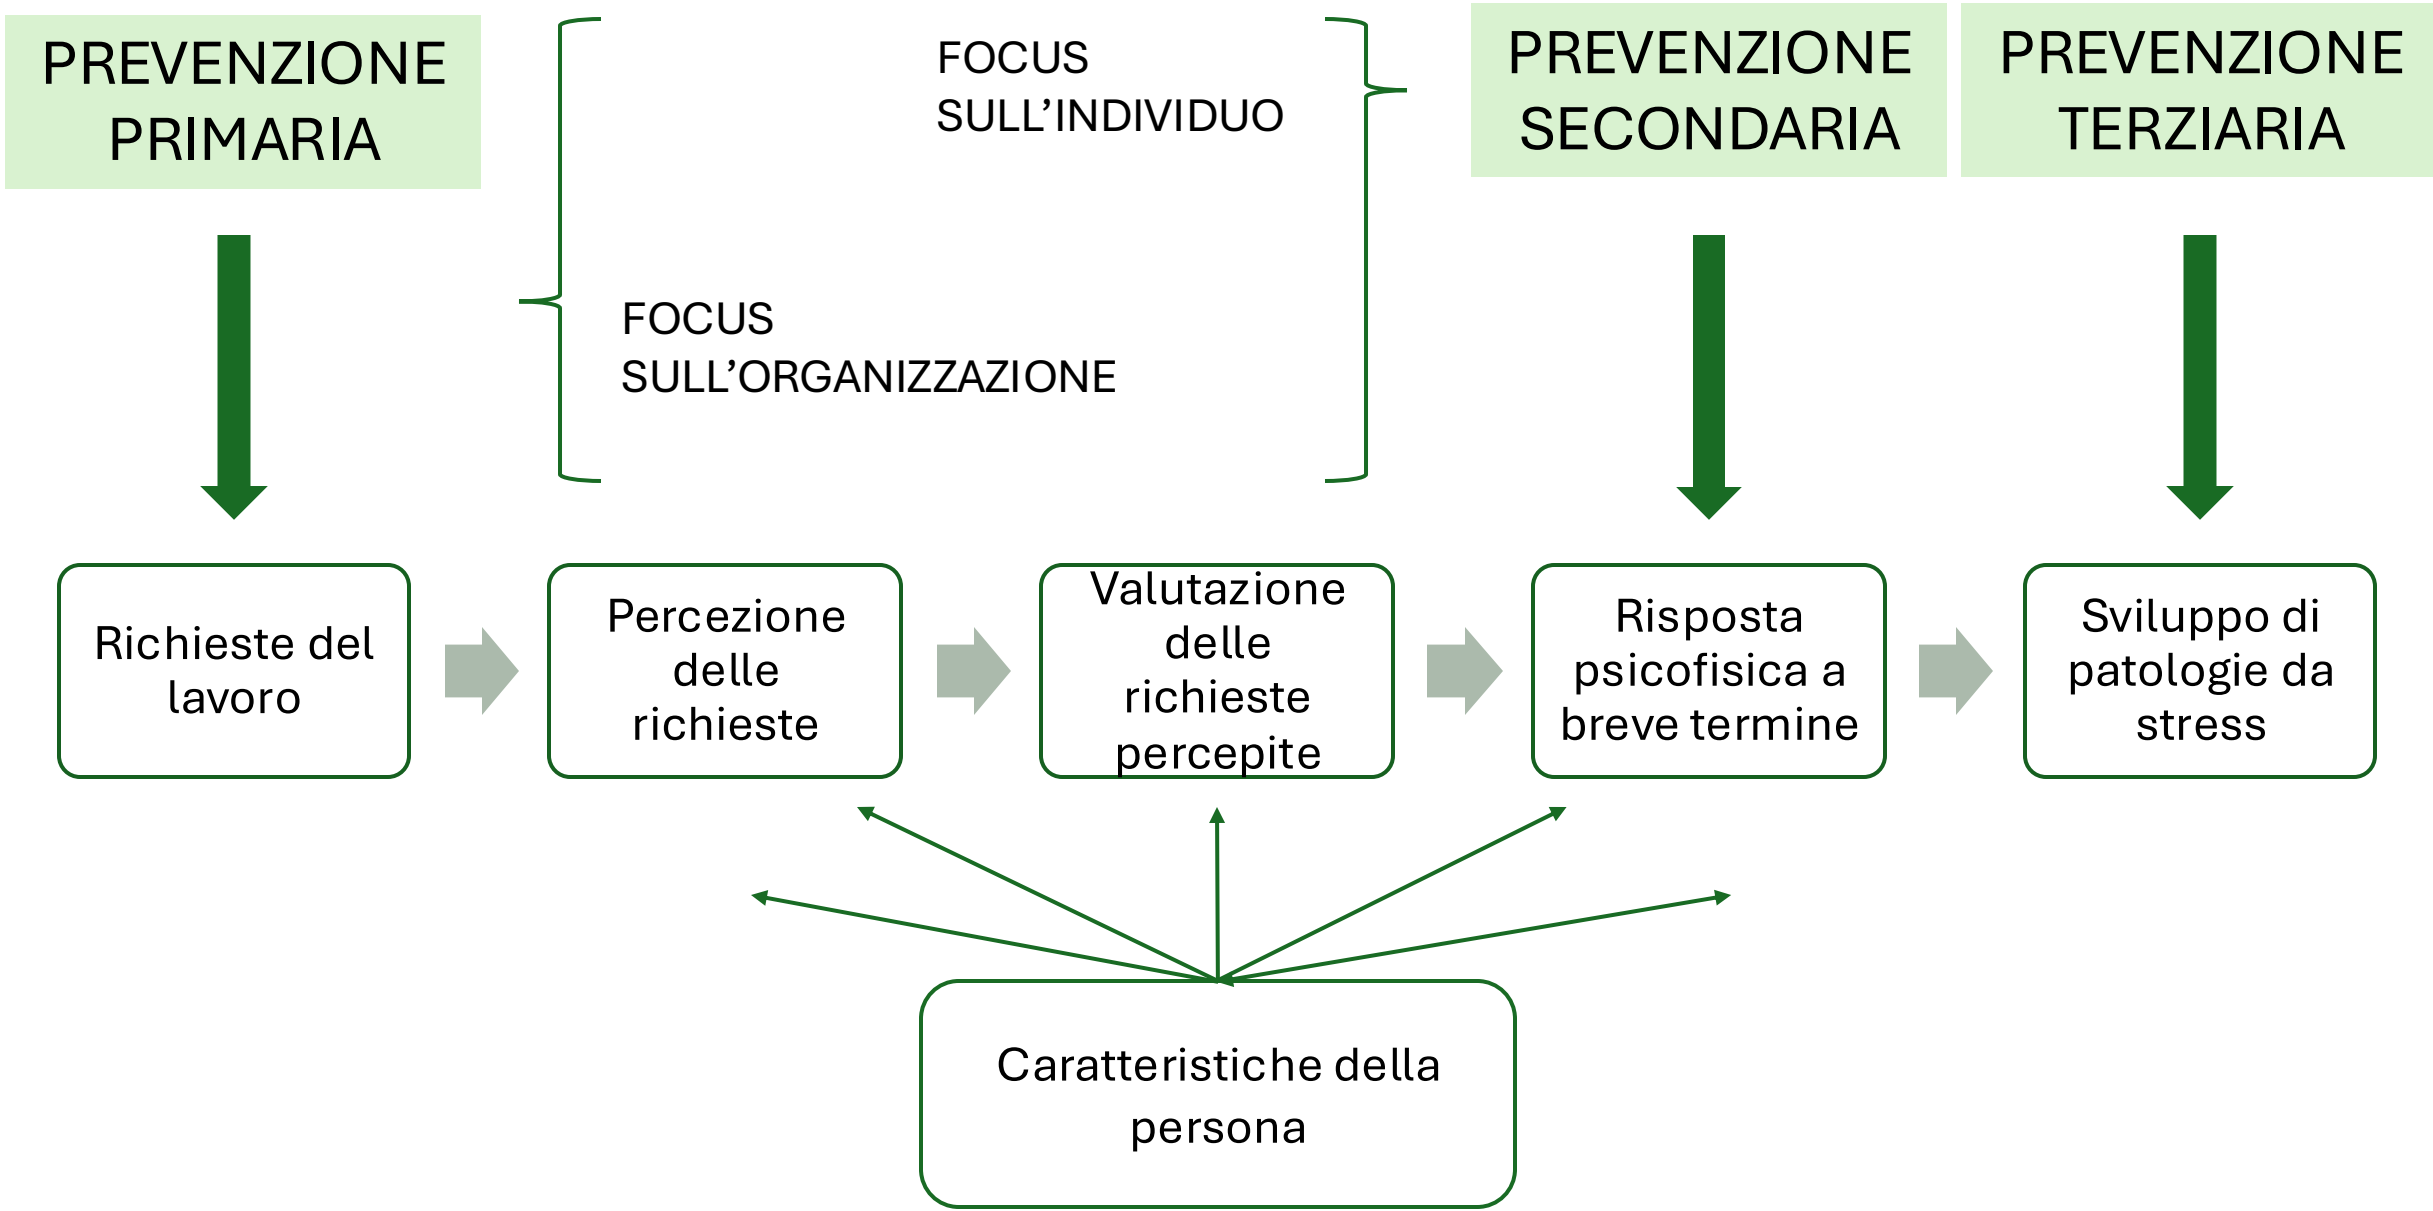 PREVENZIONE
PRIMARIA
FOCUS
SULL’INDIVIDUO
PREVENZIONE
SECONDARIA
PREVENZIONE
TERZIARIA
FOCUS
SULL’ORGANIZZAZIONE
Richieste del
lavoro
Percezione
delle
richieste
Valutazione
delle
richieste
percepite
Risposta
psicofisica a
breve termine
Sviluppo di
patologie da
stress
Caratteristiche della
persona